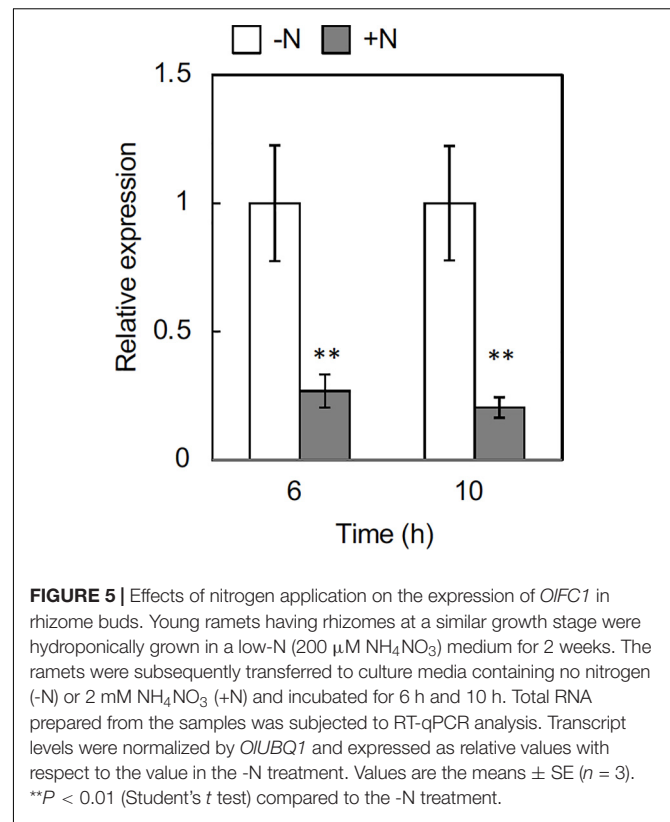 -N +N
1.5
1
0.5
0
Relative expression
**
**
6 10
Time (h)
FIGURE 5 | Effects of nitrogen application on the expression of OlFC1 in
rhizome buds. Young ramets having rhizomes at a similar growth stage were
hydroponically grown in a low-N (200 μM NH₄NO₃) medium for 2 weeks. The
ramets were subsequently transferred to culture media containing no nitrogen
(-N) or 2 mM NH₄NO₃ (+N) and incubated for 6 h and 10 h. Total RNA
prepared from the samples was subjected to RT-qPCR analysis. Transcript
levels were normalized by OlUBQ1 and expressed as relative values with
respect to the value in the -N treatment. Values are the means ± SE (n = 3).
**P < 0.01 (Student's t test) compared to the -N treatment.